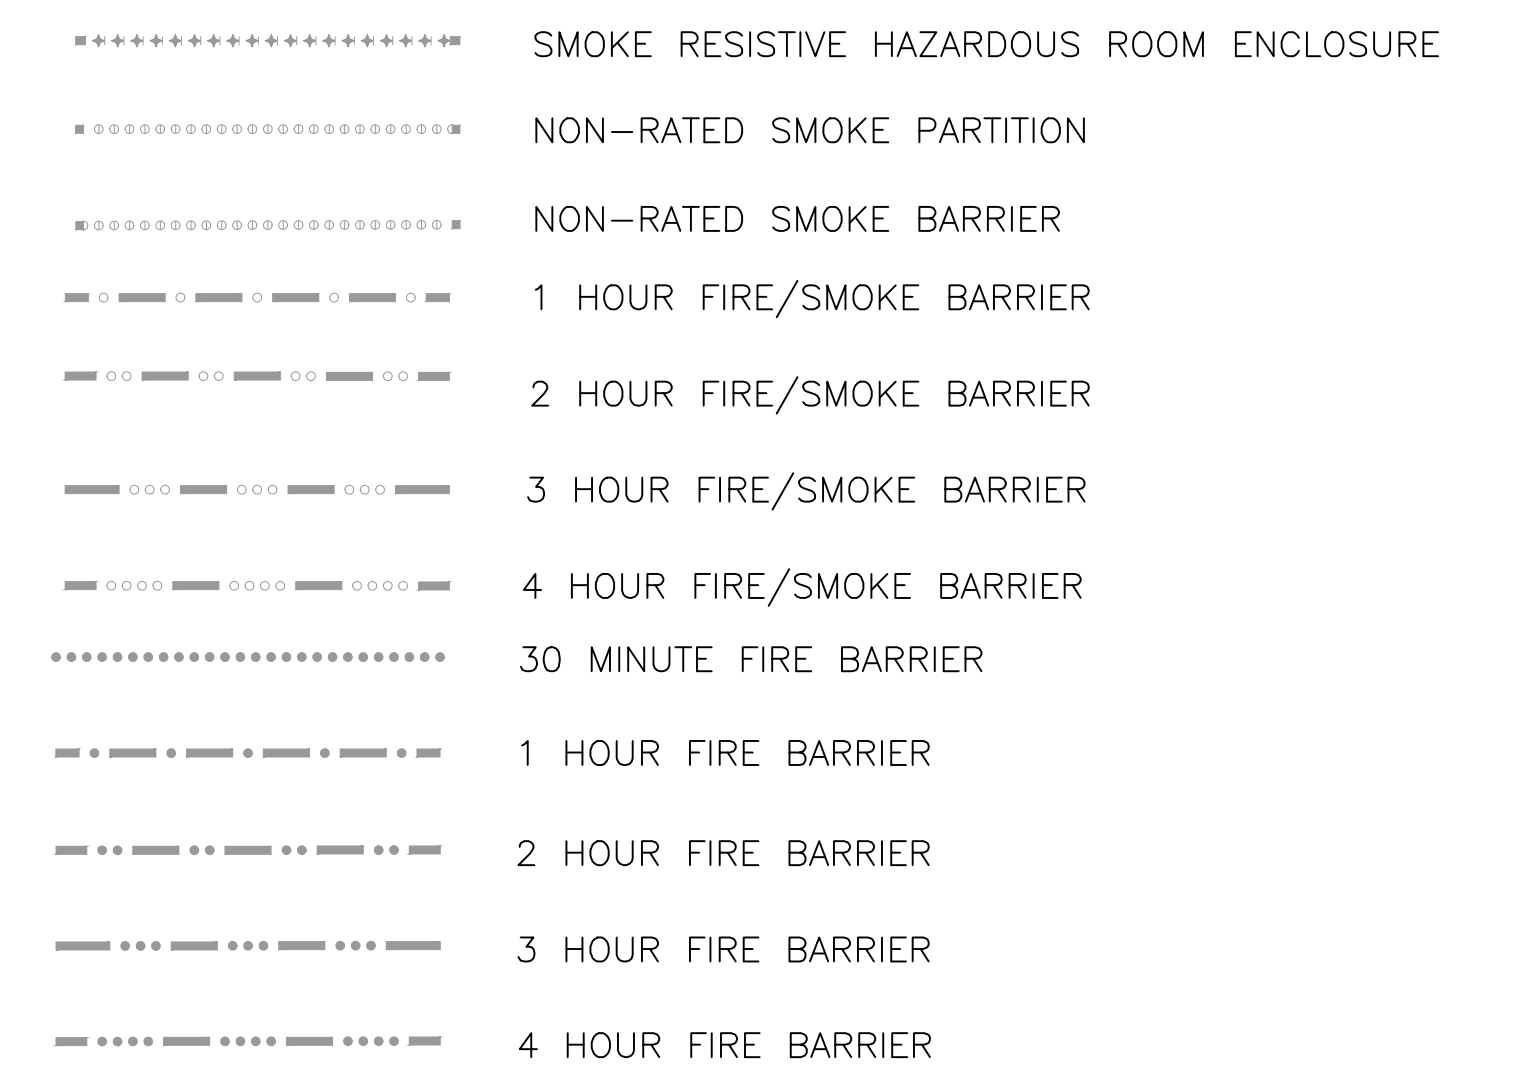 SMOKE RESISTIVE HAZARDOUS ROOM ENCLOSURE
NON-RATED SMOKE PARTITION
NON-RATED SMOKE BARRIER
1 HOUR FIRE/SMOKE BARRIER
2 HOUR FIRE/SMOKE BARRIER
3 HOUR FIRE/SMOKE BARRIER
4 HOUR FIRE/SMOKE BARRIER
30 MINUTE FIRE BARRIER
1 HOUR FIRE BARRIER
2 HOUR FIRE BARRIER
3 HOUR FIRE BARRIER
4 HOUR FIRE BARRIER